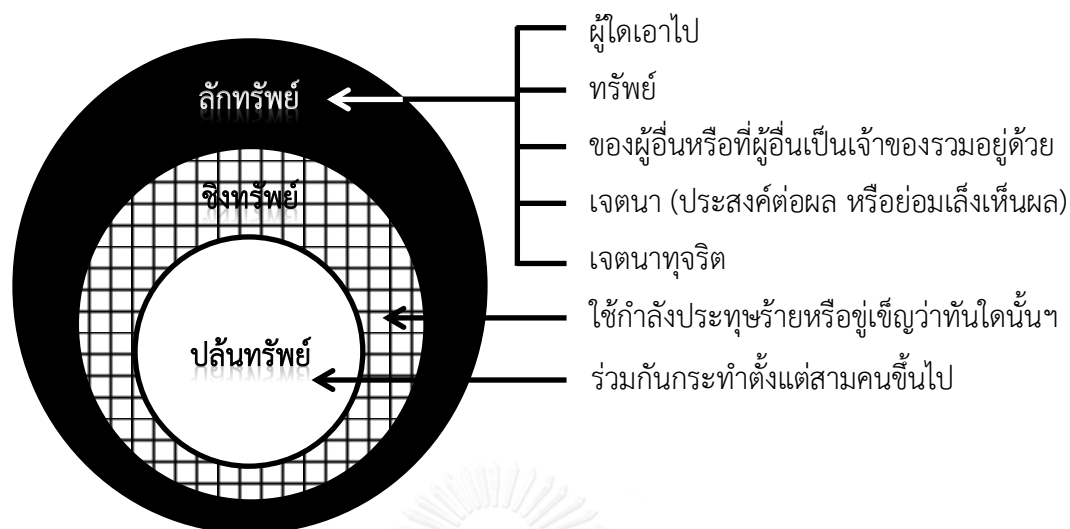 ผู้ใดเอาไป
ลักทรัพย์
ทรัพย์
ของผู้อื่นหรือที่ผู้อื่นเป็นเจ้าของรวมอยู่ด้วย
ชิงทรัพย์
เจตนา (ประสงค์ต่อผล หรือย่อมเล็งเห็นผล)
เจตนาทุจริต
ใช้กำลังประทุษร้ายหรือขู่เข็ญว่าทันใดนั้นฯ
ปล้นทรัพย์
ร่วมกันกระทำตั้งแต่สามคนขึ้นไป